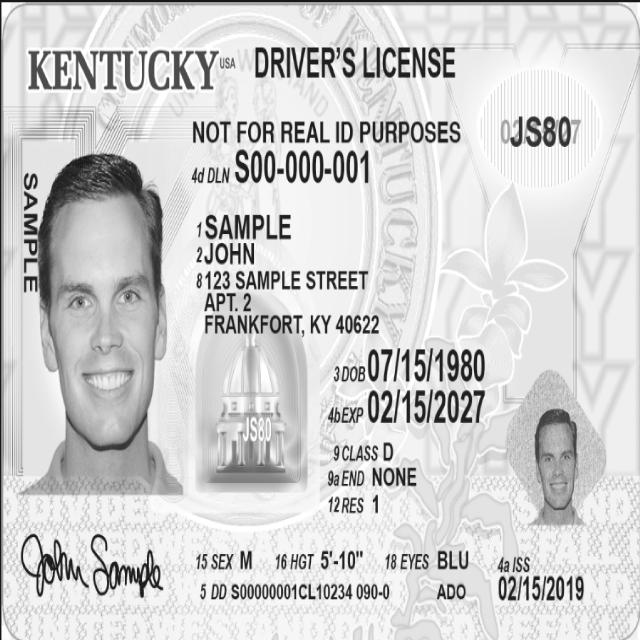 KENTUCKY USA DRIVER'S LICENSE
NOT FOR REAL ID PURPOSES
JS80
4d DLN S00-000-001
SAMPLE
1 SAMPLE
2 JOHN
8 123 SAMPLE STREET
APT. 2
FRANKFORT, KY 40622
3 DOB 07/15/1980
4b EXP 02/15/2027
JS80
9 CLASS D
9a END NONE
12 RES 1
John Sample
15 SEX M 16 HGT 5'-10" 18 EYES BLU 4a ISS
5 DD S00000001CL10234 090-0 ADO 02/15/2019